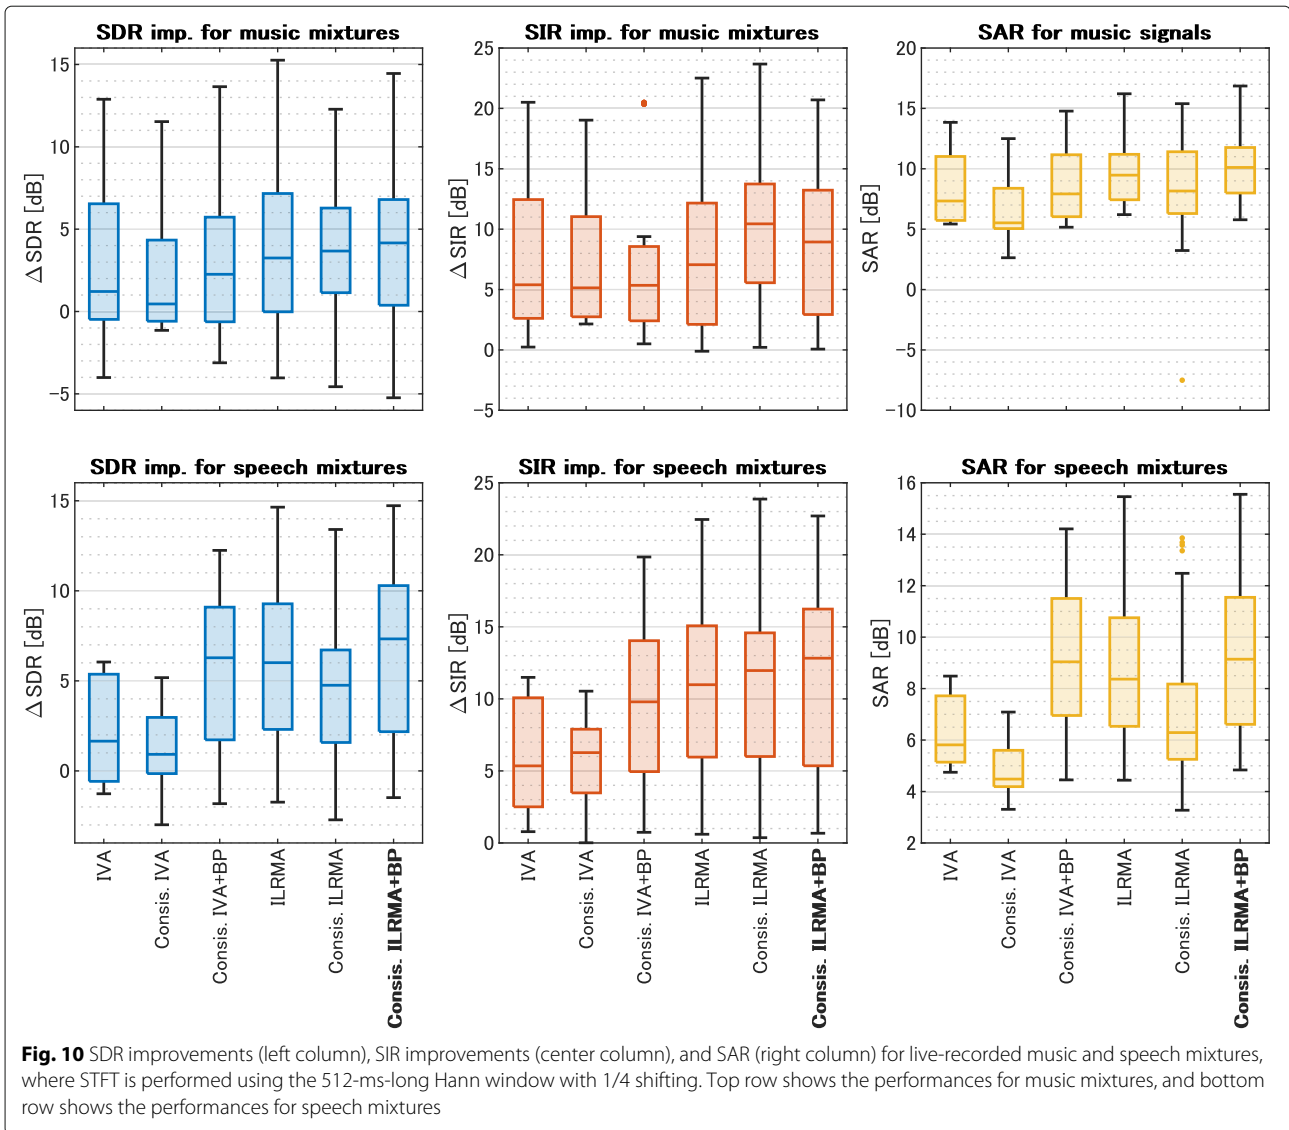 SDR imp. for music mixtures
SIR imp. for music mixtures
SAR for music signals
15
10
5
0
−5
Δ SDR [dB]
25
20
15
10
5
0
−5
Δ SIR [dB]
20
15
10
5
0
−5
−10
SAR [dB]
SDR imp. for speech mixtures
SIR imp. for speech mixtures
SAR for speech mixtures
15
10
5
0
Δ SDR [dB]
25
20
15
10
5
0
Δ SIR [dB]
16
14
12
10
8
6
4
2
SAR [dB]
IVA
Consis. IVA
Consis. IVA+BP
ILRMA
Consis. ILRMA
Consis. ILRMA+BP
IVA
Consis. IVA
Consis. IVA+BP
ILRMA
Consis. ILRMA
Consis. ILRMA+BP
IVA
Consis. IVA
Consis. IVA+BP
ILRMA
Consis. ILRMA
Consis. ILRMA+BP
Fig. 10 SDR improvements (left column), SIR improvements (center column), and SAR (right column) for live-recorded music and speech mixtures,
where STFT is performed using the 512-ms-long Hann window with 1/4 shifting. Top row shows the performances for music mixtures, and bottom
row shows the performances for speech mixtures